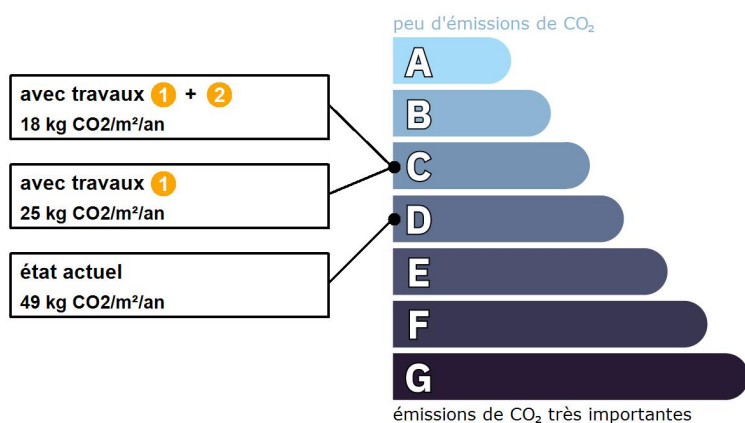 peu d'émissions de CO₂
A
avec travaux 1 + 2
18 kg CO2/m²/an
B
C
avec travaux 1
25 kg CO2/m²/an
D
état actuel
49 kg CO2/m²/an
E
F
G
émissions de CO₂ très importantes